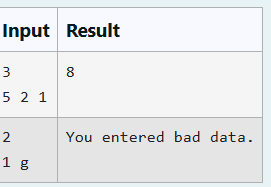 Input Result
3 8
5 2 1
2 You entered bad data.
1 g